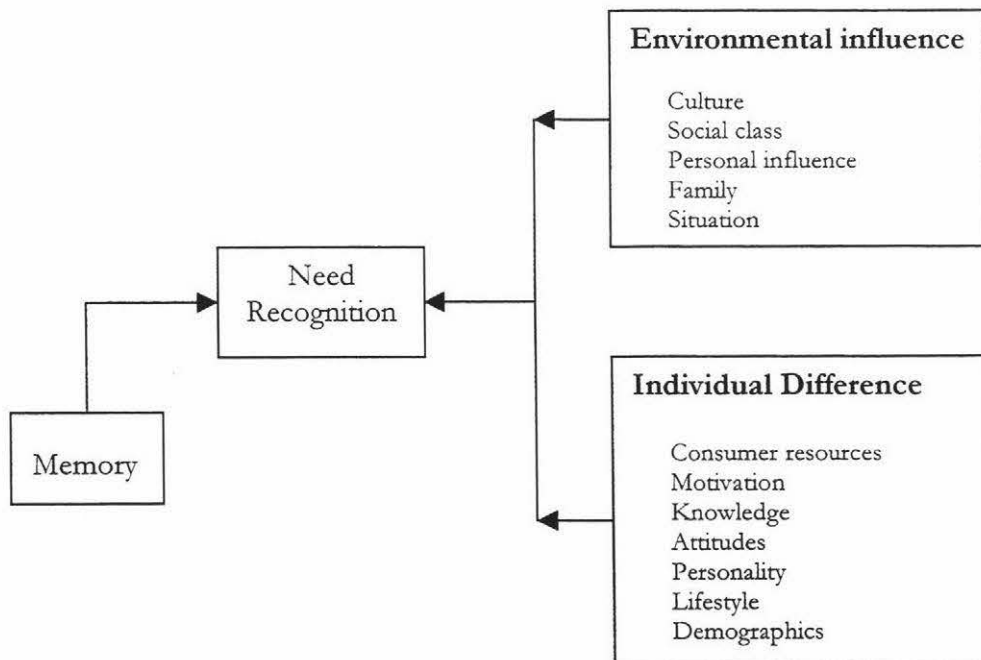 Environmental influence
Culture
Social class
Personal influence
Family
Situation
Need
Recognition
Memory
Individual Difference
Consumer resources
Motivation
Knowledge
Attitudes
Personality
Lifestyle
Demographics